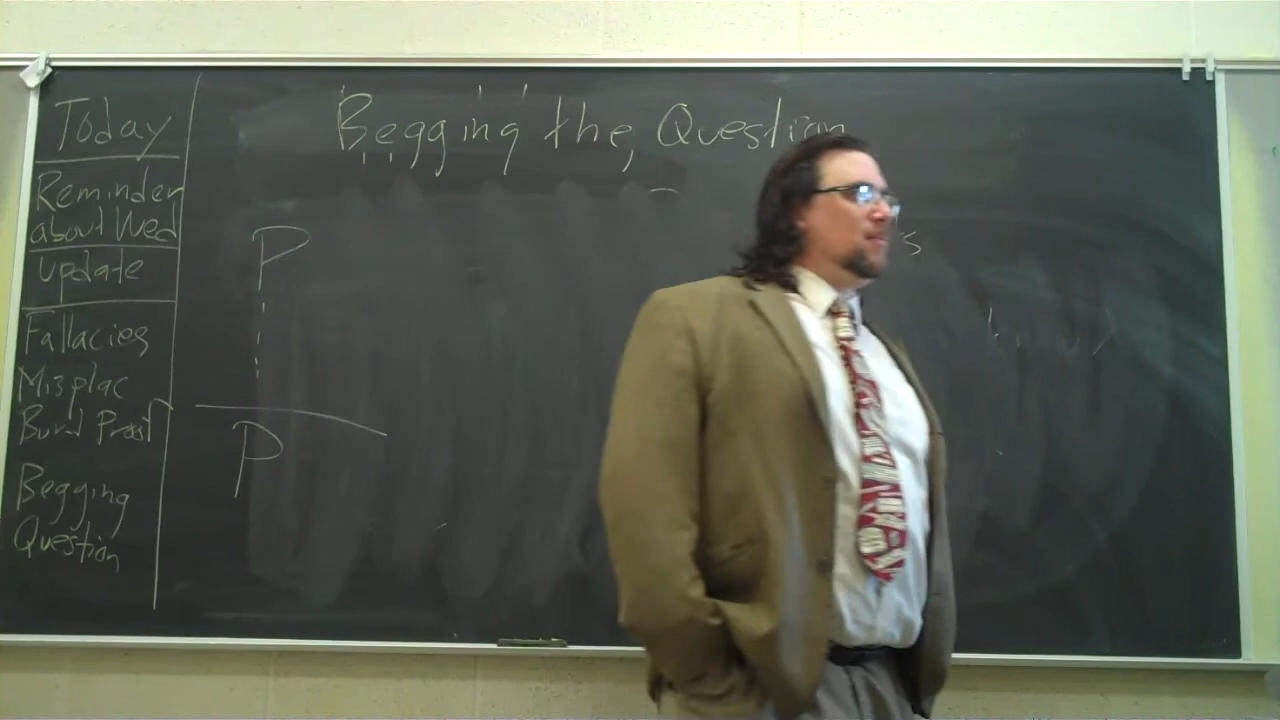 Today
Reminder
about Wed
update
Fallacies
Misplac
Burd Proof
Begging
Question
Begging the Question
P
P
s